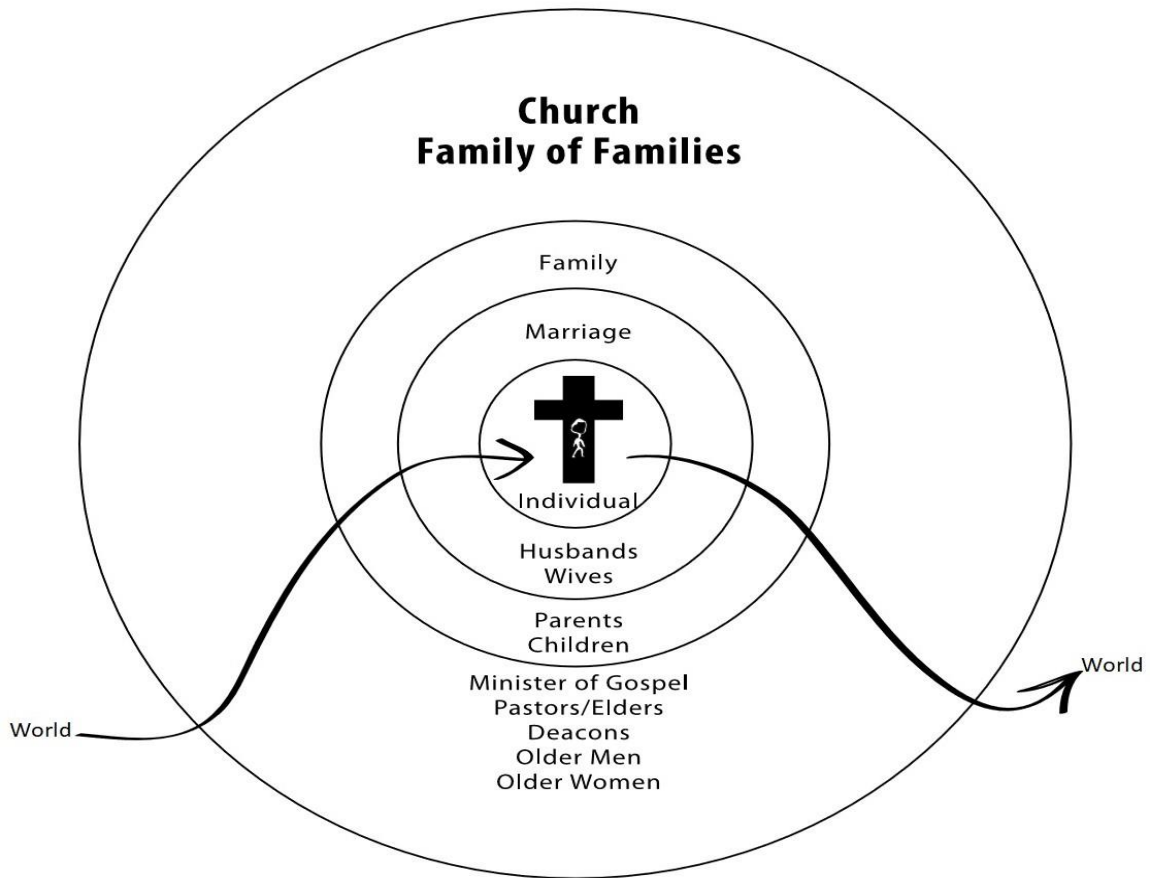 Church
Family of Families
Family
Marriage
Individual
Husbands
Wives
Parents
Children
World
Minister of Gospel
Pastors/Elders
Deacons
Older Men
Older Women
World